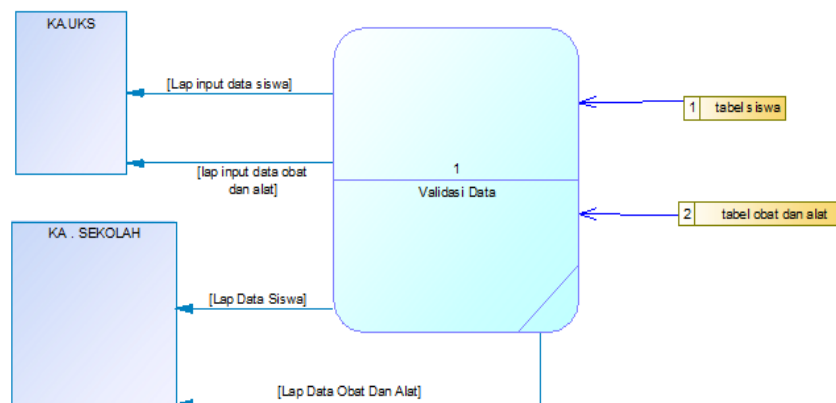 KA.UKS
[Lap input data siswa]
1 tabel siswa
[lap input data obat
dan alat]
1
Validasi Data
2 tabel obat dan alat
KA . SEKOLAH
[Lap Data Siswa]
[Lap Data Obat Dan Alat]